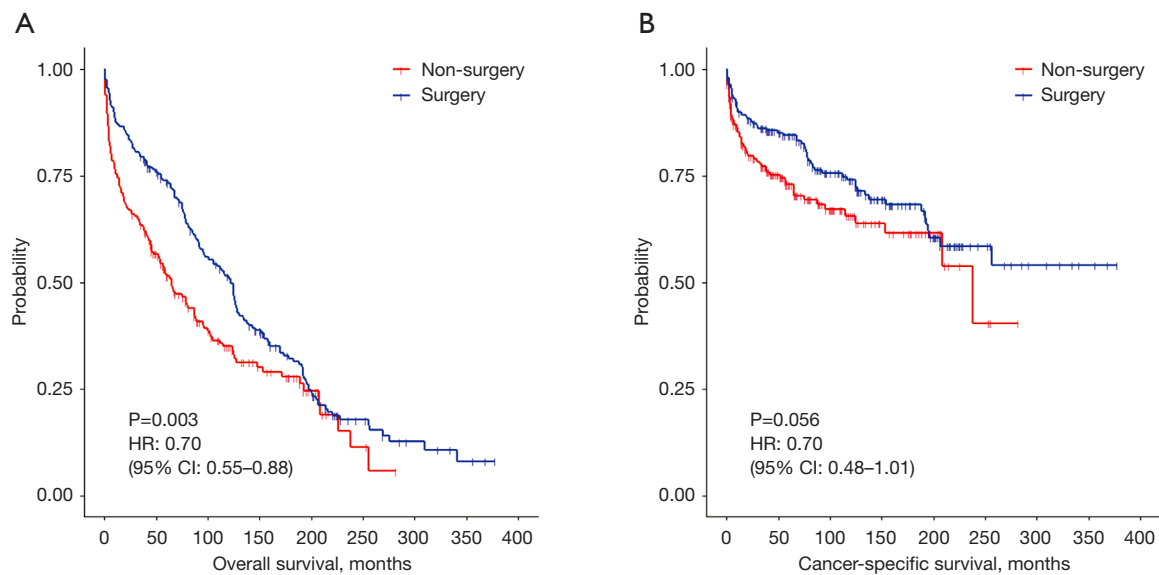 A
1.00
0.75
0.50
0.25
0.00
Probability
Non-surgery
Surgery
P=0.003
HR: 0.70
(95% CI: 0.55–0.88)
0 50 100 150 200 250 300 350 400
Overall survival, months
B
1.00
0.75
0.50
0.25
0.00
Probability
Non-surgery
Surgery
P=0.056
HR: 0.70
(95% CI: 0.48–1.01)
0 50 100 150 200 250 300 350 400
Cancer-specific survival, months